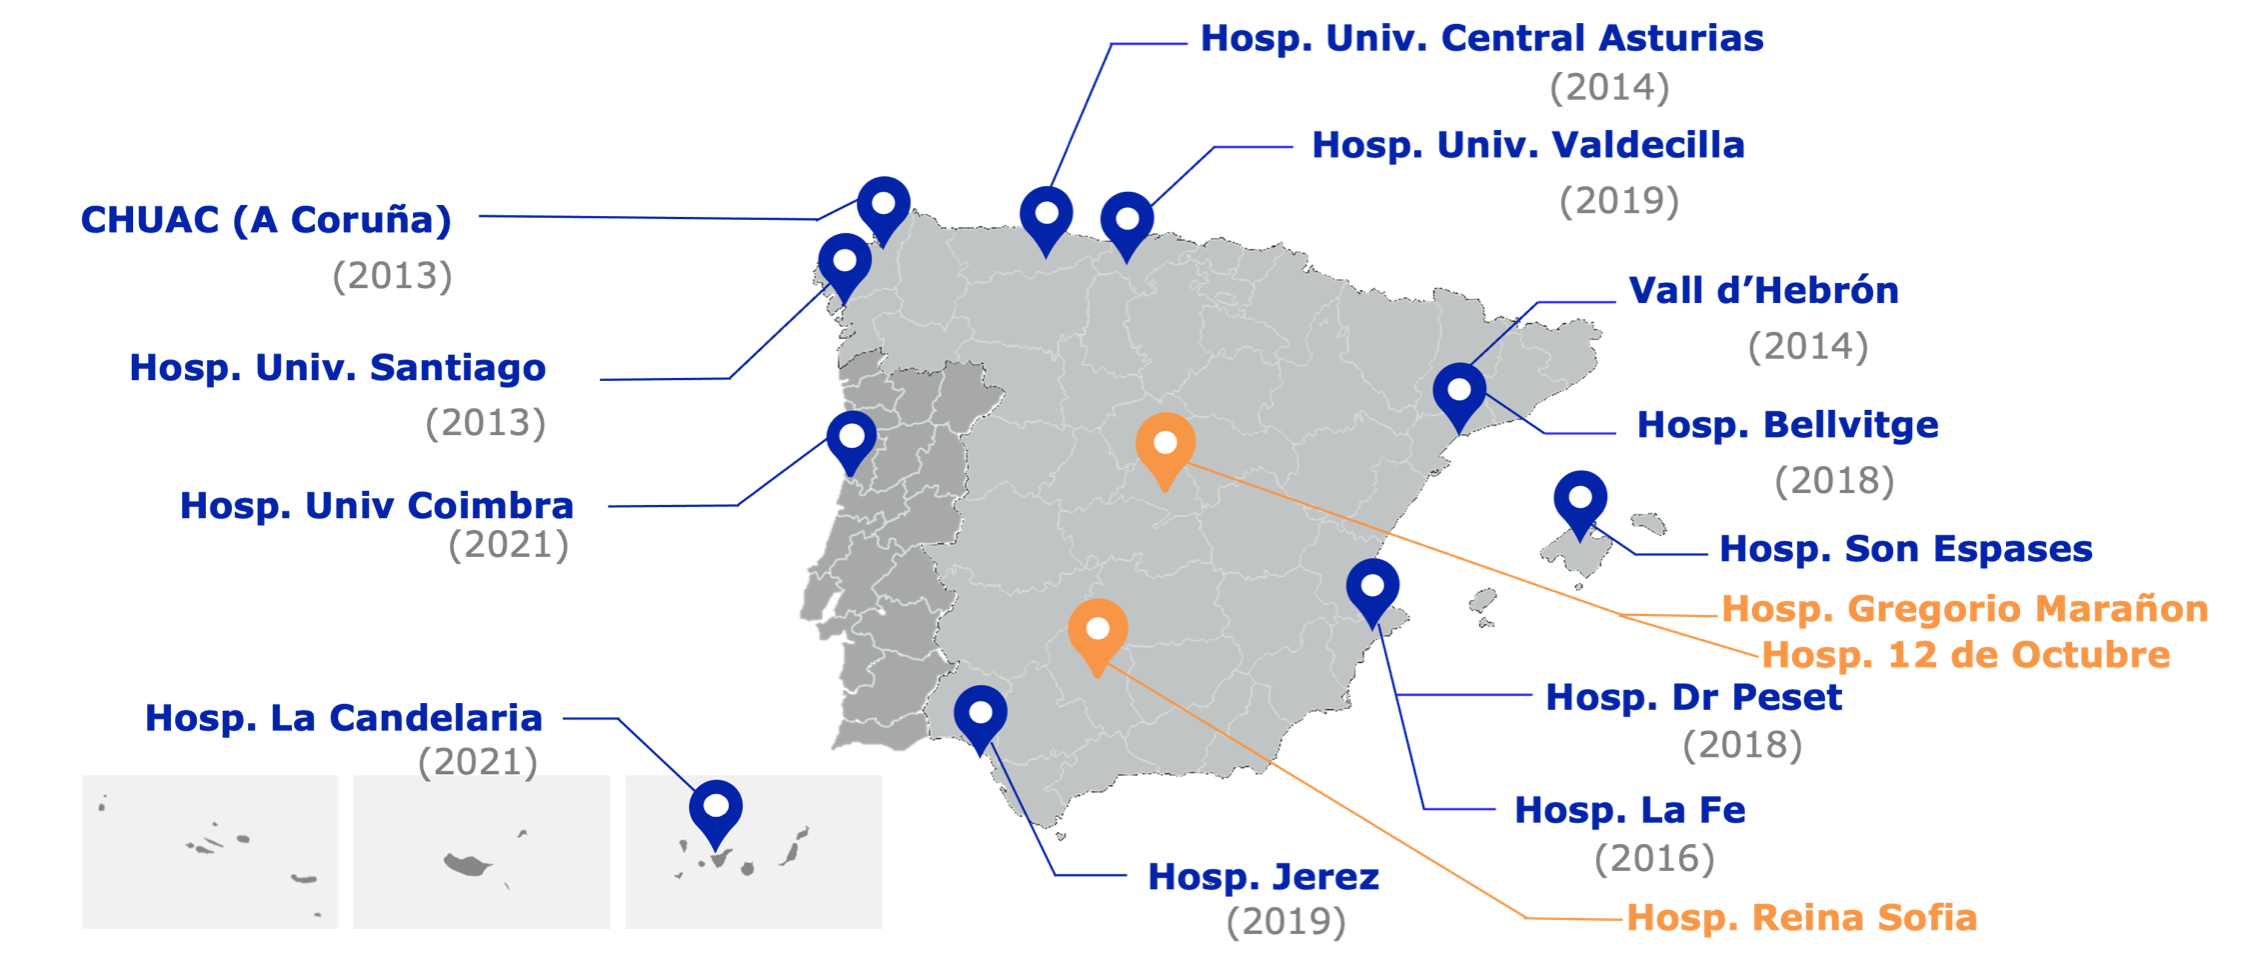 Hosp. Univ. Central Asturias
(2014)
Hosp. Univ. Valdecilla
(2019)
CHUAC (A Coruña)
(2013)
Vall d’Hebrón
(2014)
Hosp. Univ. Santiago
(2013)
Hosp. Bellvitge
(2018)
Hosp. Univ Coimbra
(2021)
Hosp. Son Espases
Hosp. Gregorio Marañon
Hosp. 12 de Octubre
Hosp. Dr Peset
(2018)
Hosp. La Candelaria
(2021)
Hosp. La Fe
(2016)
Hosp. Jerez
(2019)
Hosp. Reina Sofia